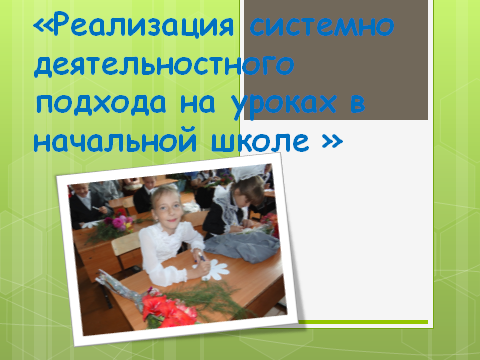 «Реализация системно
деятельностного
подхода на уроках в
начальной школе »